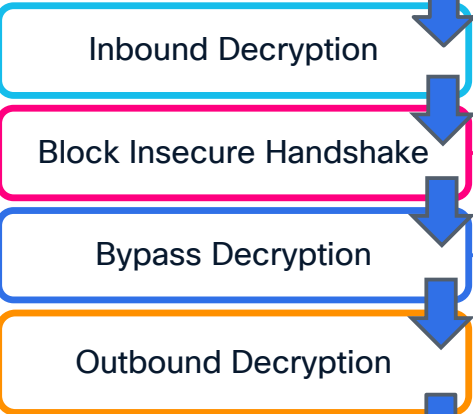 Inbound Decryption
Block Insecure Handshake
Bypass Decryption
Outbound Decryption